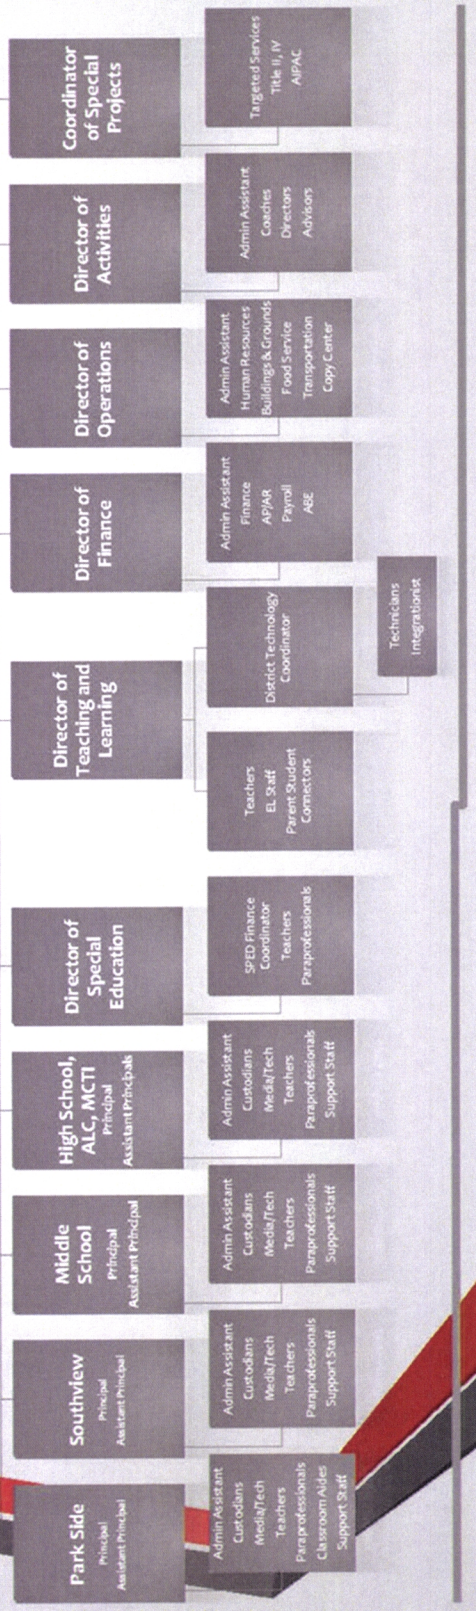 Park Side
Principal
Assistant Principal
Admin Assistant
Custodians
Media/Tech
Teachers
Paraprofessionals
Classroom Aides
Support Staff
Southview
Principal
Assistant Principal
Admin Assistant
Custodians
Media/Tech
Teachers
Paraprofessionals
Support Staff
Middle
School
Principal
Assistant Principal
Admin Assistant
Custodians
Media/Tech
Teachers
Paraprofessionals
Support Staff
High School,
ALC, MCTI
Principal
Assistant Principals
Admin Assistant
Custodians
Media/Tech
Teachers
Paraprofessionals
Support Staff
Director of
Special
Education
SPED Finance
Coordinator
Teachers
Paraprofessionals
Director of
Teaching and
Learning
Teachers
EL Staff
Parent Student
Connectors
District Technology
Coordinator
Technicians
Integrationist
Director of
Finance
Admin Assistant
Finance
AP/AR
Payroll
ABE
Director of
Operations
Admin Assistant
Human Resources
Buildings & Grounds
Food Service
Transportation
Copy Center
Director of
Activities
Admin Assistant
Coaches
Directors
Advisors
Coordinator
of Special
Projects
Targeted Services
Title II, IV
AIPAC